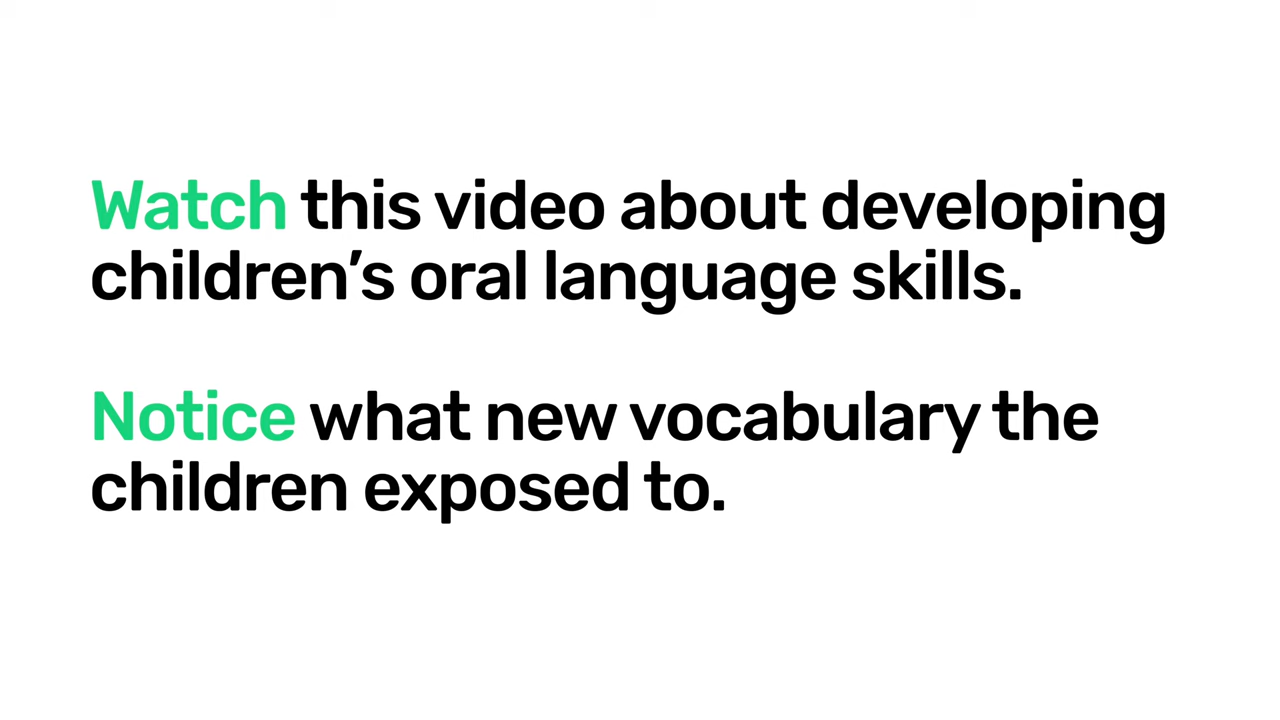 Watch this video about developing
children’s oral language skills.
Notice what new vocabulary the
children exposed to.